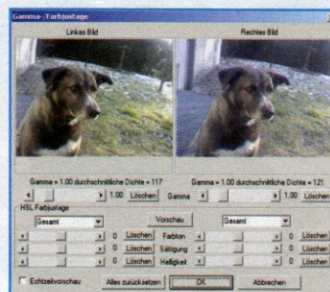 Gamma-/Farbjustage
Linkes Bild
Rechtes Bild
Gamma = 1.00 durchschnittliche Dichte = 117
Gamma = 1.00 durchschnittliche Dichte = 121
1.00 Löschen Gamma 1.00 Löschen
HSL Farbjustage
Gesamt Vorschau Gesamt
0 Löschen Farbton 0 Löschen
0 Löschen Sättigung 0 Löschen
0 Löschen Helligkeit 0 Löschen
Echtzeitvorschau Alles zurücksetzen OK Abbrechen